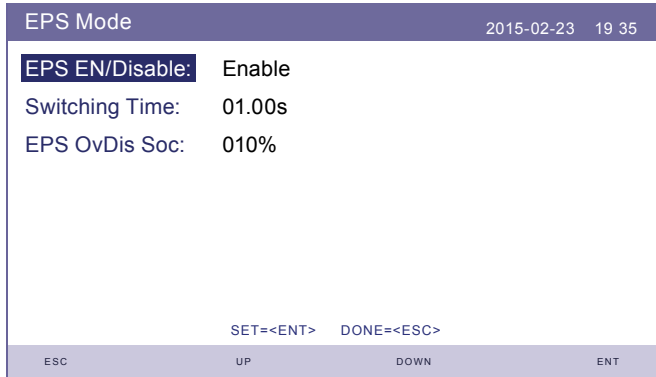 EPS Mode 2015-02-23 19 35
EPS EN/Disable: Enable
Switching Time: 01.00s
EPS OvDis Soc: 010%
SET=<ENT> DONE=<ESC>
ESC UP DOWN ENT